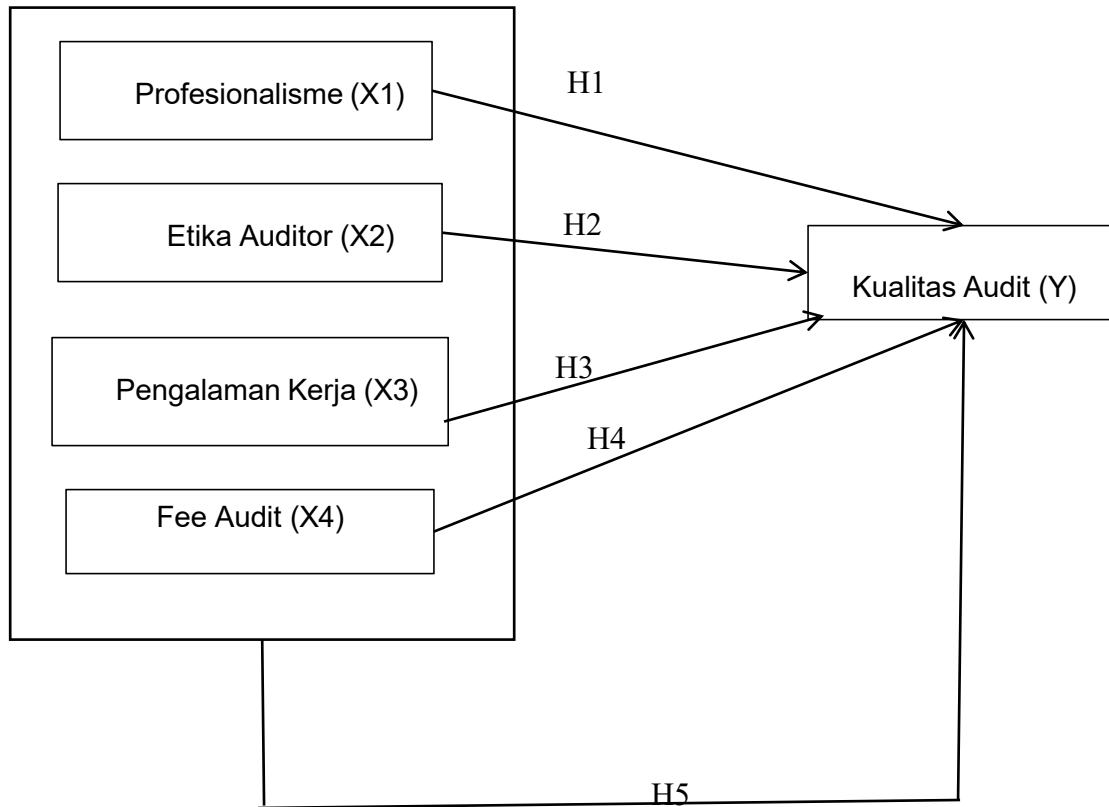 Profesionalisme (X1)
H1
Etika Auditor (X2)
H2
Kualitas Audit (Y)
Pengalaman Kerja (X3)
H3
H4
Fee Audit (X4)
H5